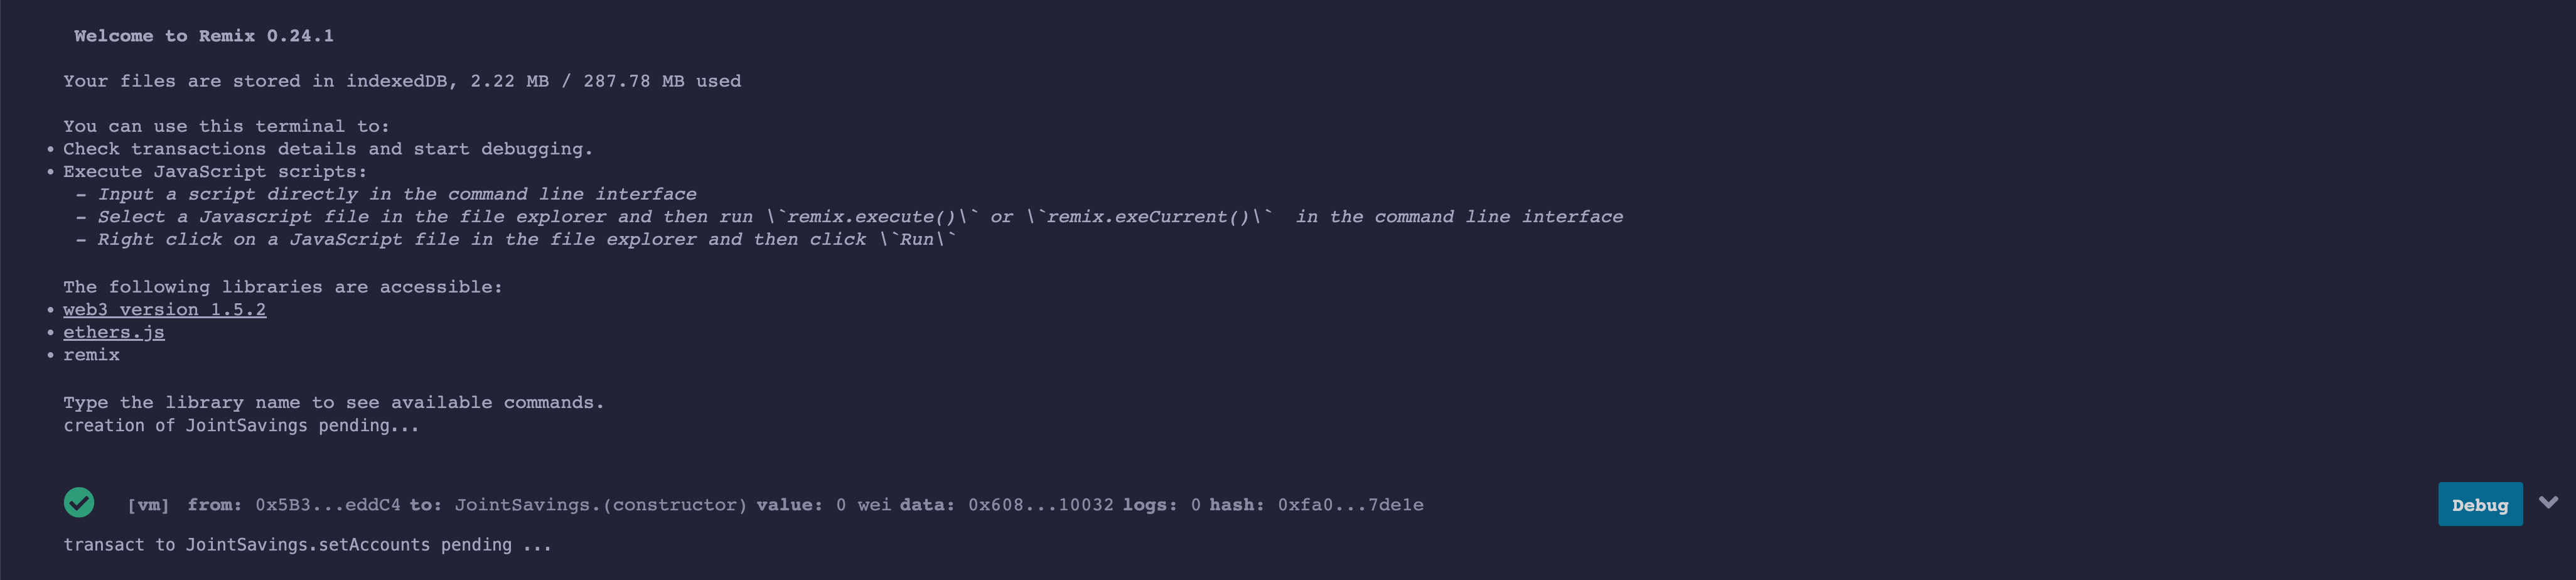 Welcome to Remix 0.24.1
Your files are stored in indexedDB, 2.22 MB / 287.78 MB used
You can use this terminal to:
• Check transactions details and start debugging.
• Execute JavaScript scripts:
- Input a script directly in the command line interface
- Select a Javascript file in the file explorer and then run \`remix.execute()\` or \`remix.exeCurrent()\` in the command line interface
- Right click on a JavaScript file in the file explorer and then click \`Run\`
The following libraries are accessible:
• web3 version 1.5.2
• ethers.js
• remix
Type the library name to see available commands.
creation of JointSavings pending...
[vm] from: 0x5B3...eddC4 to: JointSavings.(constructor) value: 0 wei data: 0x608...10032 logs: 0 hash: 0xfa0...7de1e Debug
transact to JointSavings.setAccounts pending ...